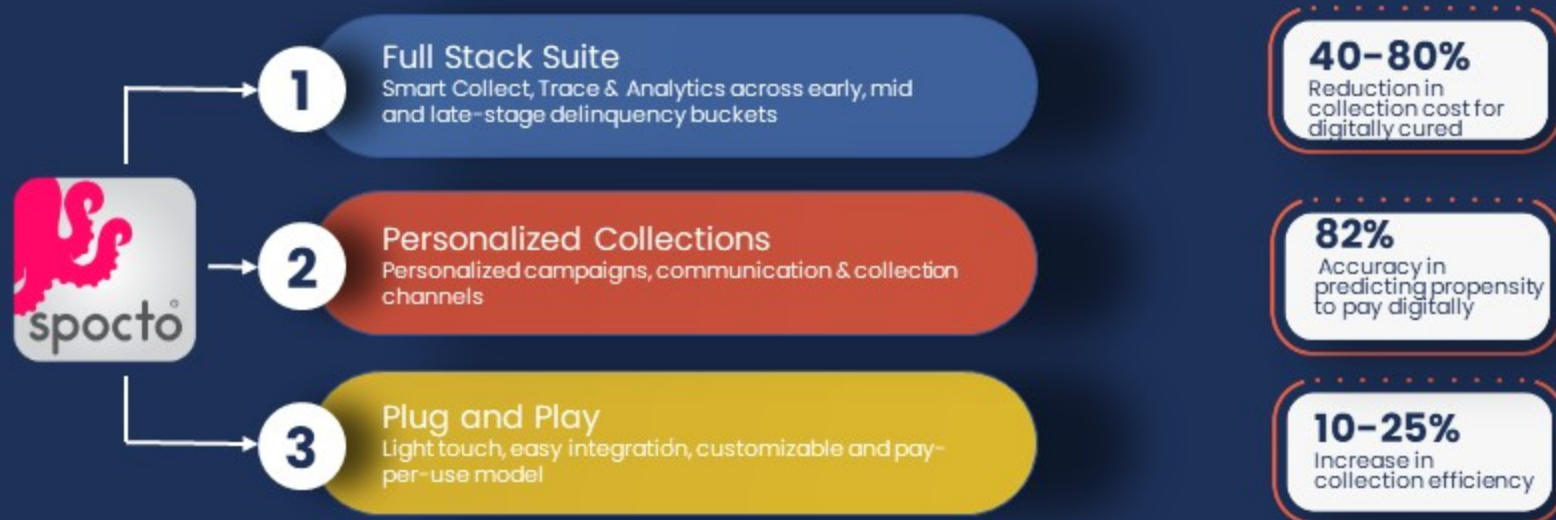 1
Full Stack Suite
Smart Collect, Trace & Analytics across early, mid
and late-stage delinquency buckets
40-80%
Reduction in
collection cost for
digitally cured
spocto
2
Personalized Collections
Personalized campaigns, communication & collection
channels
82%
Accuracy in
predicting propensity
to pay digitally
3
Plug and Play
Light touch, easy integration, customizable and pay-
per-use model
10-25%
Increase in
collection efficiency